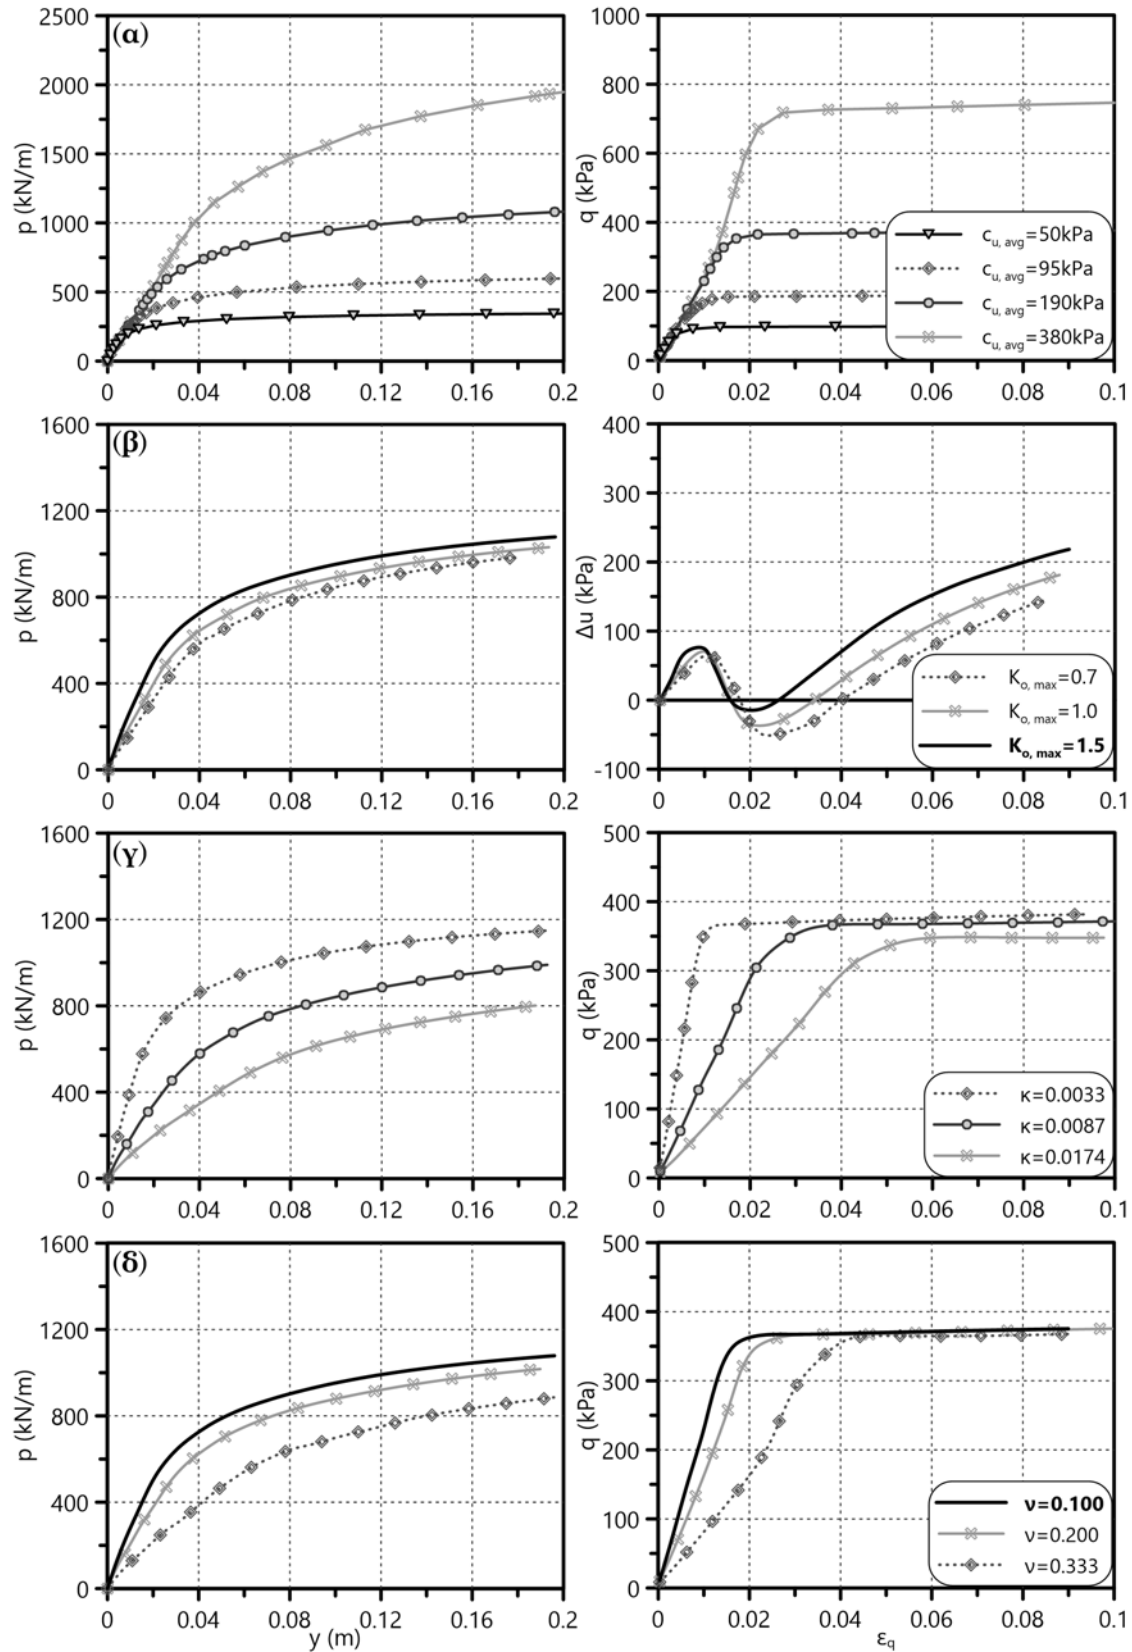 (α)
p (kN/m)
2500
2000
1500
1000
500
0
0 0.04 0.08 0.12 0.16 0.2
q (kPa)
1000
800
600
400
200
0
0 0.02 0.04 0.06 0.08 0.1
c_u, avg=50kPa
c_u, avg=95kPa
c_u, avg=190kPa
c_u, avg=380kPa
(β)
p (kN/m)
1600
1200
800
400
0
0 0.04 0.08 0.12 0.16 0.2
Δu (kPa)
400
300
200
100
0
-100
0 0.02 0.04 0.06 0.08 0.1
K_o, max=0.7
K_o, max=1.0
K_o, max=1.5
(γ)
p (kN/m)
1600
1200
800
400
0
0 0.04 0.08 0.12 0.16 0.2
q (kPa)
500
400
300
200
100
0
0 0.02 0.04 0.06 0.08 0.1
κ=0.0033
κ=0.0087
κ=0.0174
(δ)
p (kN/m)
1600
1200
800
400
0
0 0.04 0.08 0.12 0.16 0.2
y (m)
q (kPa)
500
400
300
200
100
0
0 0.02 0.04 0.06 0.08 0.1
ε_q
ν=0.100
ν=0.200
ν=0.333